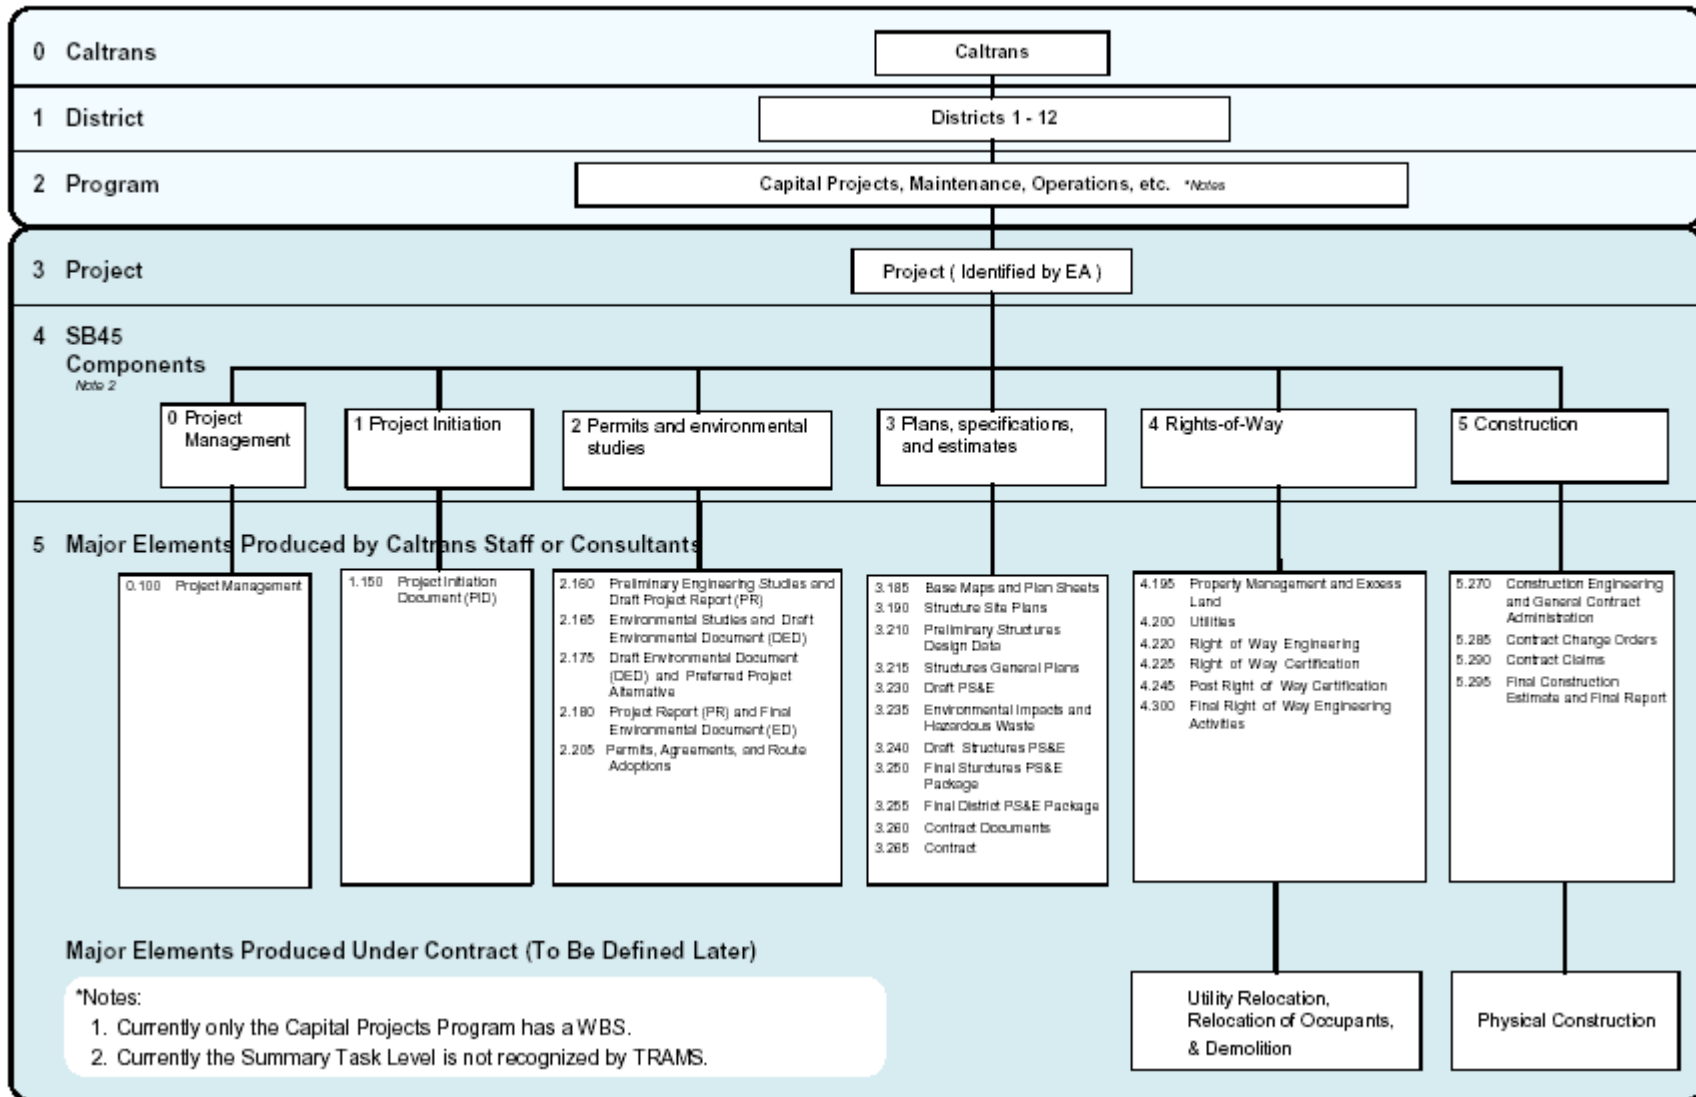 0 Caltrans
Caltrans
1 District
Districts 1 - 12
2 Program
Capital Projects, Maintenance, Operations, etc. *Notes
3 Project
Project ( Identified by EA )
4 SB45
Components
Note 2
0 Project
Management
1 Project Initiation
2 Permits and environmental
studies
3 Plans, specifications,
and estimates
4 Rights-of-Way
5 Construction
5 Major Elements Produced by Caltrans Staff or Consultants
0.100 Project Management
1.150 Project Initiation
Document (PID)
2.160 Preliminary Engineering Studies and
Draft Project Report (PR)
2.165 Environmental Studies and Draft
Environmental Document (DED)
2.175 Draft Environmental Document
(DED) and Preferred Project
Alternative
2.180 Project Report (PR) and Final
Environmental Document (ED)
2.205 Permits, Agreements, and Route
Adoptions
3.185 Base Maps and Plan Sheets
3.190 Structure Site Plans
3.210 Preliminary Structures
Design Data
3.215 Structures General Plans
3.230 Draft PS&E
3.235 Environmental Impacts and
Hazardous Waste
3.240 Draft Structures PS&E
3.250 Final Sturctures PS&E
Package
3.255 Final District PS&E Package
3.260 Contract Documents
3.265 Contract
4.195 Property Management and Excess
Land
4.200 Utilities
4.220 Right of Way Engineering
4.225 Right of Way Certification
4.245 Post Right of Way Certification
4.300 Final Right of Way Engineering
Activities
5.270 Construction Engineering
and General Contract
Administration
5.285 Contract Change Orders
5.290 Contract Claims
5.295 Final Construction
Estimate and Final Report
Major Elements Produced Under Contract (To Be Defined Later)
*Notes:
1. Currently only the Capital Projects Program has a WBS.
2. Currently the Summary Task Level is not recognized by TRAMS.
Utility Relocation,
Relocation of Occupants,
& Demolition
Physical Construction